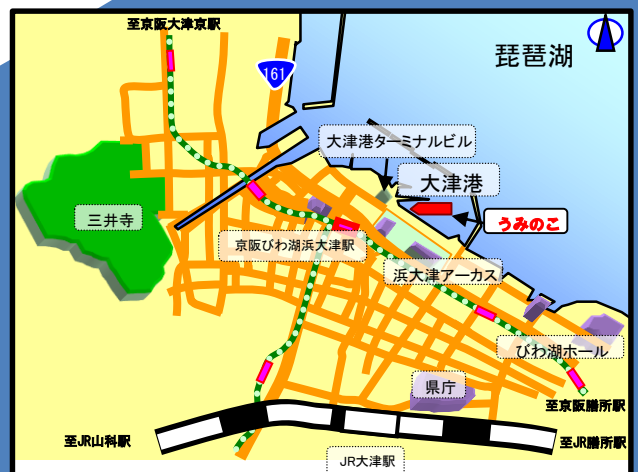 至京阪大津京駅
161
琵琶湖
大津港ターミナルビル
大津港
三井寺
うみのこ
京阪びわ湖浜大津駅
浜大津アーカス
びわ湖ホール
県庁
至京阪膳所駅
至JR山科駅
至JR膳所駅
JR大津駅